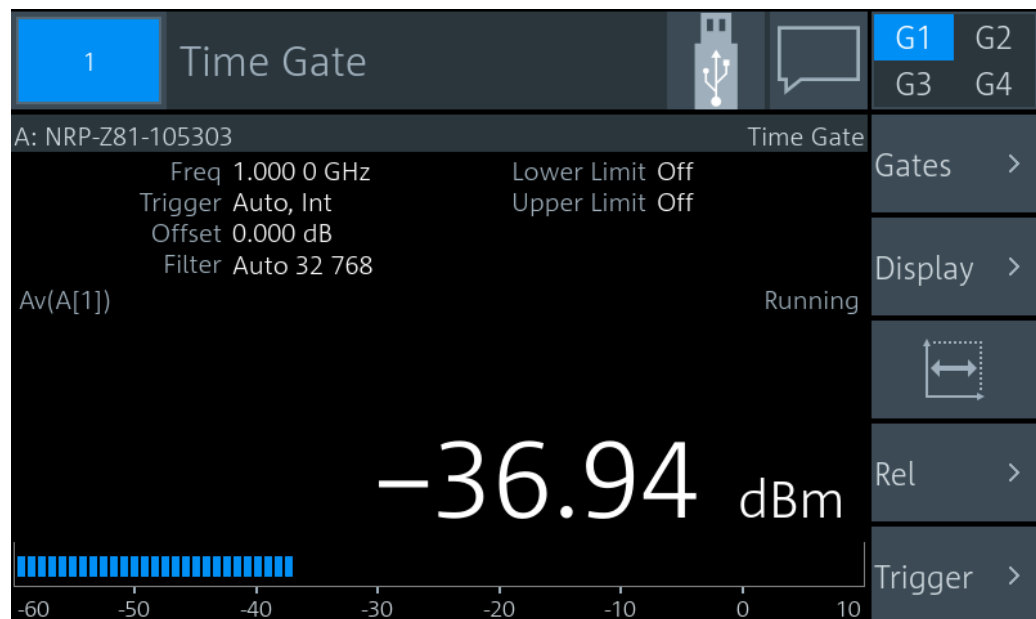 1 Time Gate
G1 G2
G3 G4
A: NRP-Z81-105303 Time Gate
Freq 1.000 0 GHz Lower Limit Off
Trigger Auto, Int Upper Limit Off
Offset 0.000 dB
Filter Auto 32 768
Av(A[1]) Running
−36.94 dBm
-60 -50 -40 -30 -20 -10 0 10
Gates >
Display >
Rel >
Trigger >